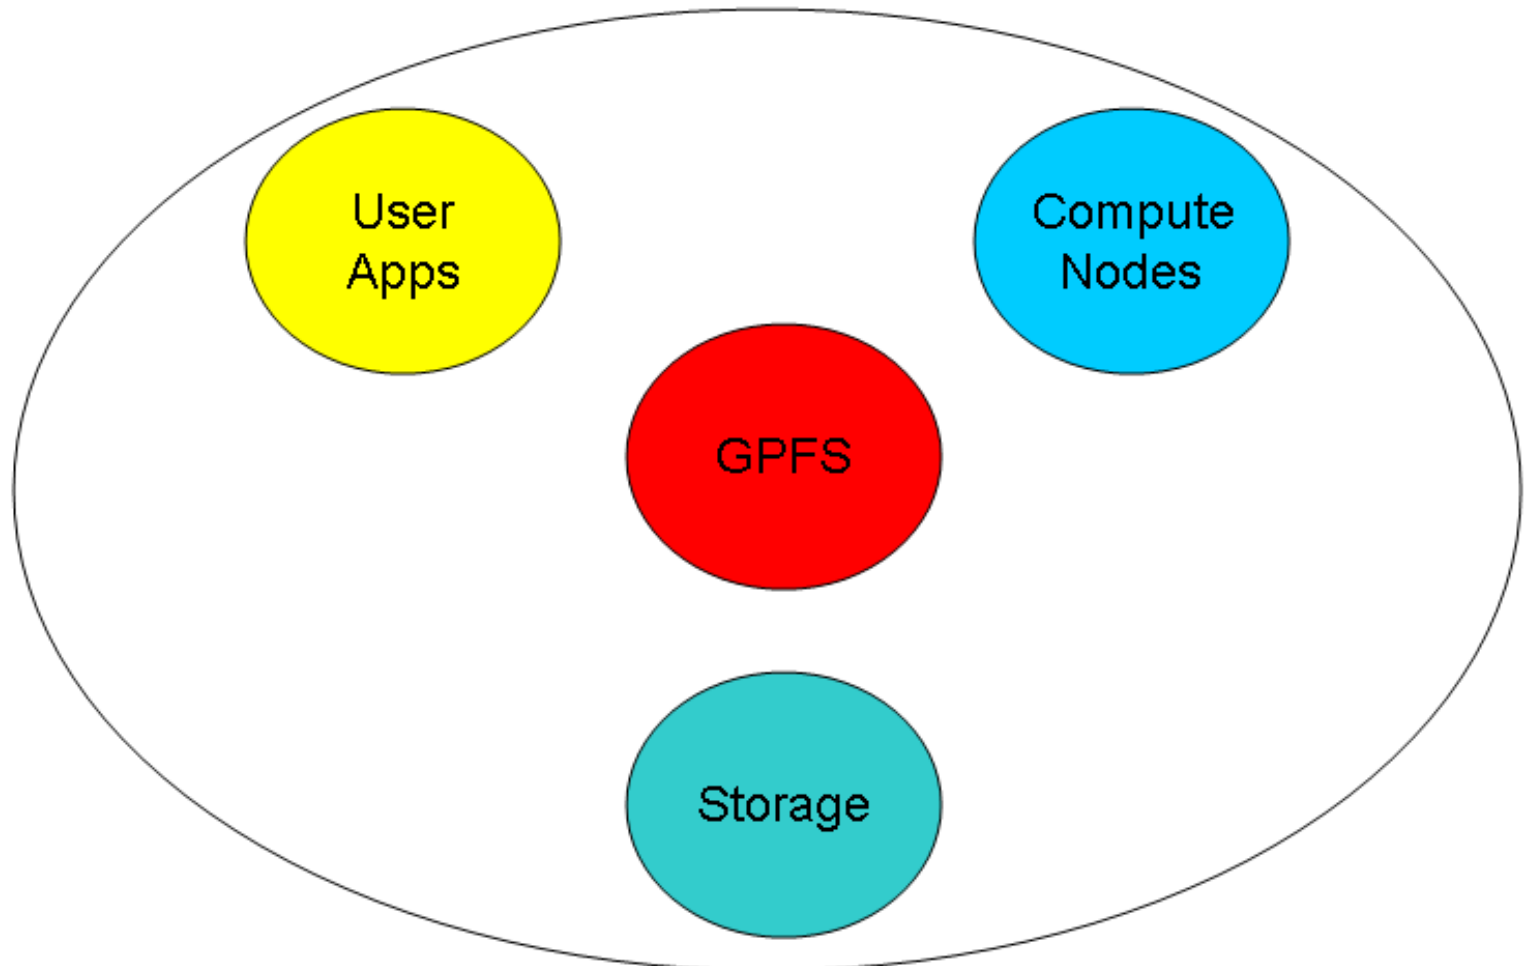 User
Apps
Compute
Nodes
GPFS
Storage